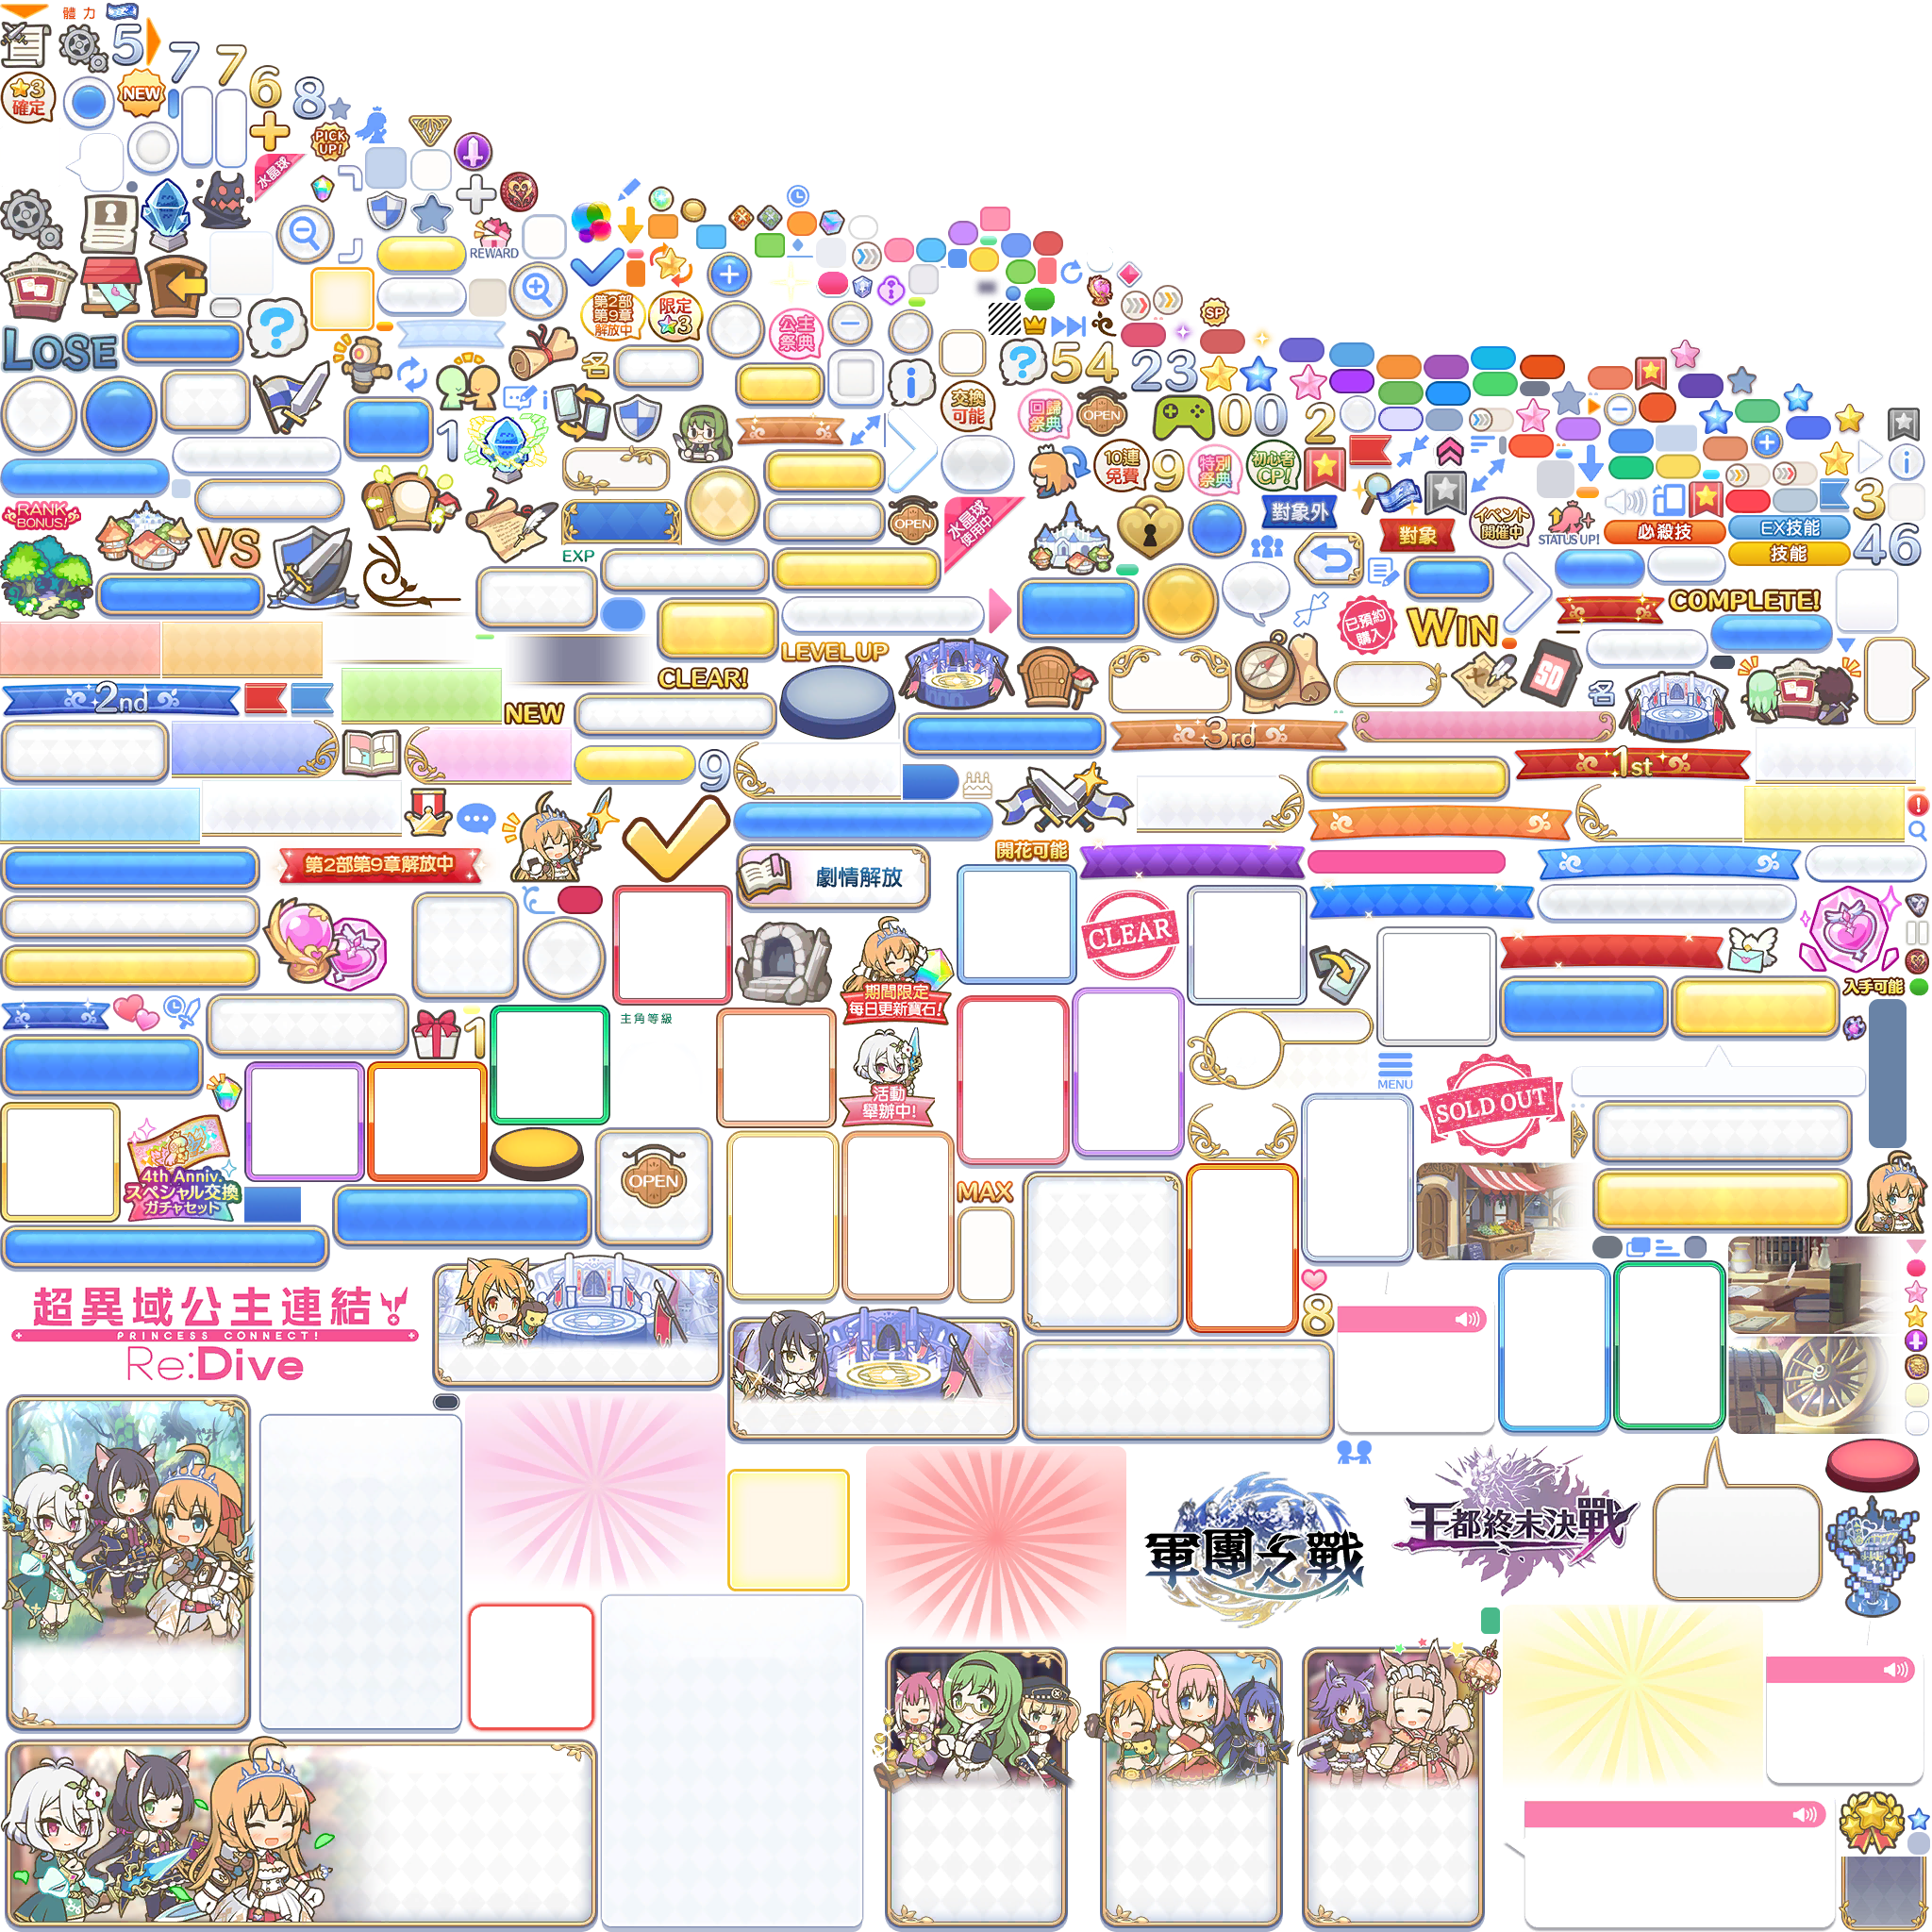 體力
5
7
7
6
8
★3
確定
NEW
PICK
UP!
水晶球
REWARD
LOSE
第2部
第9章
解放中
限定
★3
公主
祭典
SP
54
23
名
交換
可能
回歸
祭典
OPEN
00
2
1
10連
免費
9
特別
祭典
初心者
CP!
3
RANK
BONUS!
VS
EXP
OPEN
水晶球
使用中
對象外
對象
イベント
開催中
STATUS UP!
必殺技
EX技能
技能
46
已預約
購入
WIN
COMPLETE!
LEVEL UP
CLEAR!
SD
名
2nd
NEW
3rd
9
1st
第2部第9章解放中
開花可能
劇情解放
CLEAR
期間限定
每日更新寶石!
入手可能
1
主角等級
活動
舉辦中!
MENU
SOLD OUT
4th Anniv.
スペシャル交換
ガチャセット
OPEN
MAX
8
超異域公主連結
PRINCESS CONNECT!
Re:Dive
軍團之戰
王都終末決戰